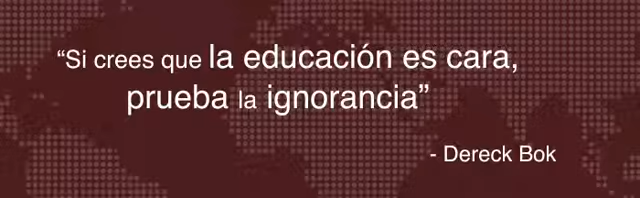 “Si crees que la educación es cara,
prueba la ignorancia”
- Dereck Bok